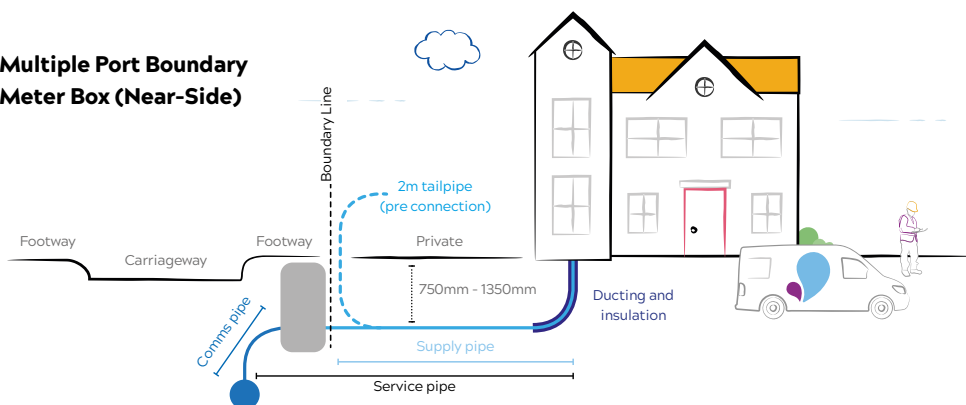 Multiple Port Boundary
Meter Box (Near-Side)
Boundary Line
2m tailpipe
(pre connection)
Footway
Carriageway
Footway
Private
750mm - 1350mm
Ducting and
insulation
Comms pipe
Supply pipe
Service pipe